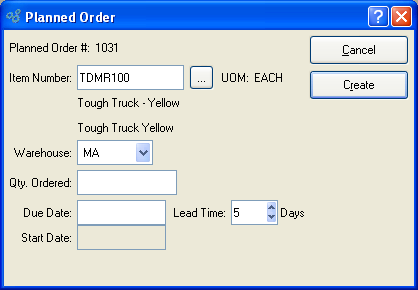 Planned Order
Planned Order #: 1031
Cancel
Item Number: TDMR100 ... UOM: EACH
Create
Tough Truck - Yellow
Tough Truck Yellow
Warehouse: MA
Qty. Ordered:
Due Date: Lead Time: 5 Days
Start Date: